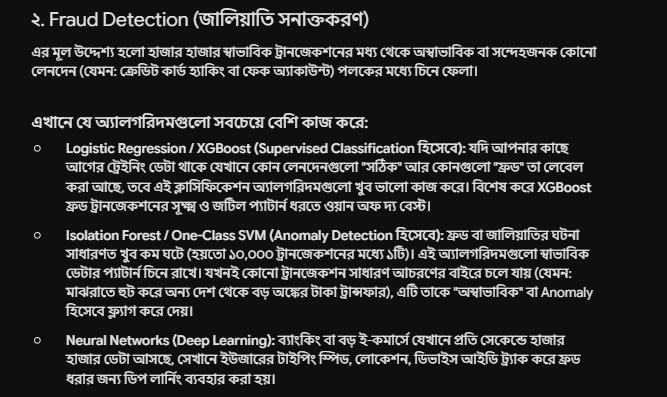 ২. Fraud Detection (জালিয়াতি সনাক্তকরণ)
এর মূল উদ্দেশ্য হলো হাজার হাজার স্বাভাবিক ট্রানজেকশনের মধ্য থেকে অস্বাভাবিক বা সন্দেহজনক কোনো
লেনদেন (যেমন: ক্রেডিট কার্ড হ্যাকিং বা ফেক অ্যাকাউন্ট) পলকের মধ্যে চিনে ফেলা।
এখানে যে অ্যালগরিদমগুলো সবচেয়ে বেশি কাজ করে:
○ Logistic Regression / XGBoost (Supervised Classification হিসেবে): যদি আপনার কাছে
আগের ট্রেইনিং ডেটা থাকে যেখানে কোন লেনদেনগুলো "সঠিক" আর কোনগুলো "ফ্রড" তা লেবেল
করা আছে, তবে এই ক্লাসিফিকেশন অ্যালগরিদমগুলো খুব ভালো কাজ করে। বিশেষ করে XGBoost
ফ্রড ট্রানজেকশনের সূক্ষ্ম ও জটিল প্যাটার্ন ধরতে ওয়ান অফ দ্য বেস্ট।
○ Isolation Forest / One-Class SVM (Anomaly Detection হিসেবে): ফ্রড বা জালিয়াতির ঘটনা
সাধারণত খুব কম ঘটে (হয়তো ১০,০০০ ট্রানজেকশনের মধ্যে ১টি)। এই অ্যালগরিদমগুলো স্বাভাবিক
ডেটার প্যাটার্ন চিনে রাখে। যখনই কোনো ট্রানজেকশন সাধারণ আচরণের বাইরে চলে যায় (যেমন:
মাঝরাতে হুট করে অন্য দেশ থেকে বড় অঙ্কের টাকা ট্রান্সফার), এটি তাকে "অস্বাভাবিক" বা Anomaly
হিসেবে ফ্ল্যাগ করে দেয়।
○ Neural Networks (Deep Learning): ব্যাংকিং বা বড় ই-কমার্সে যেখানে প্রতি সেকেন্ডে হাজার
হাজার ডেটা আসছে, সেখানে ইউজারের টাইপিং স্পিড, লোকেশন, ডিভাইস আইডি ট্র্যাক করে ফ্রড
ধরার জন্য ডিপ লার্নিং ব্যবহার করা হয়।